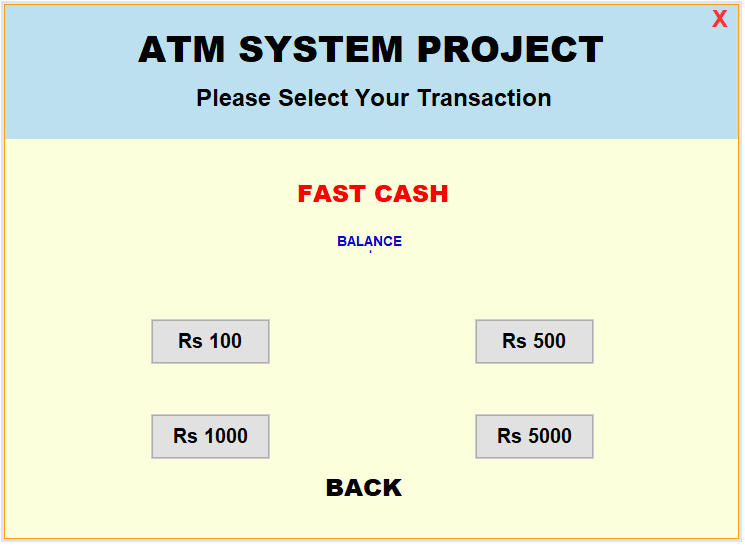 X
ATM SYSTEM PROJECT
Please Select Your Transaction
FAST CASH
BALANCE
Rs 100
Rs 500
Rs 1000
Rs 5000
BACK